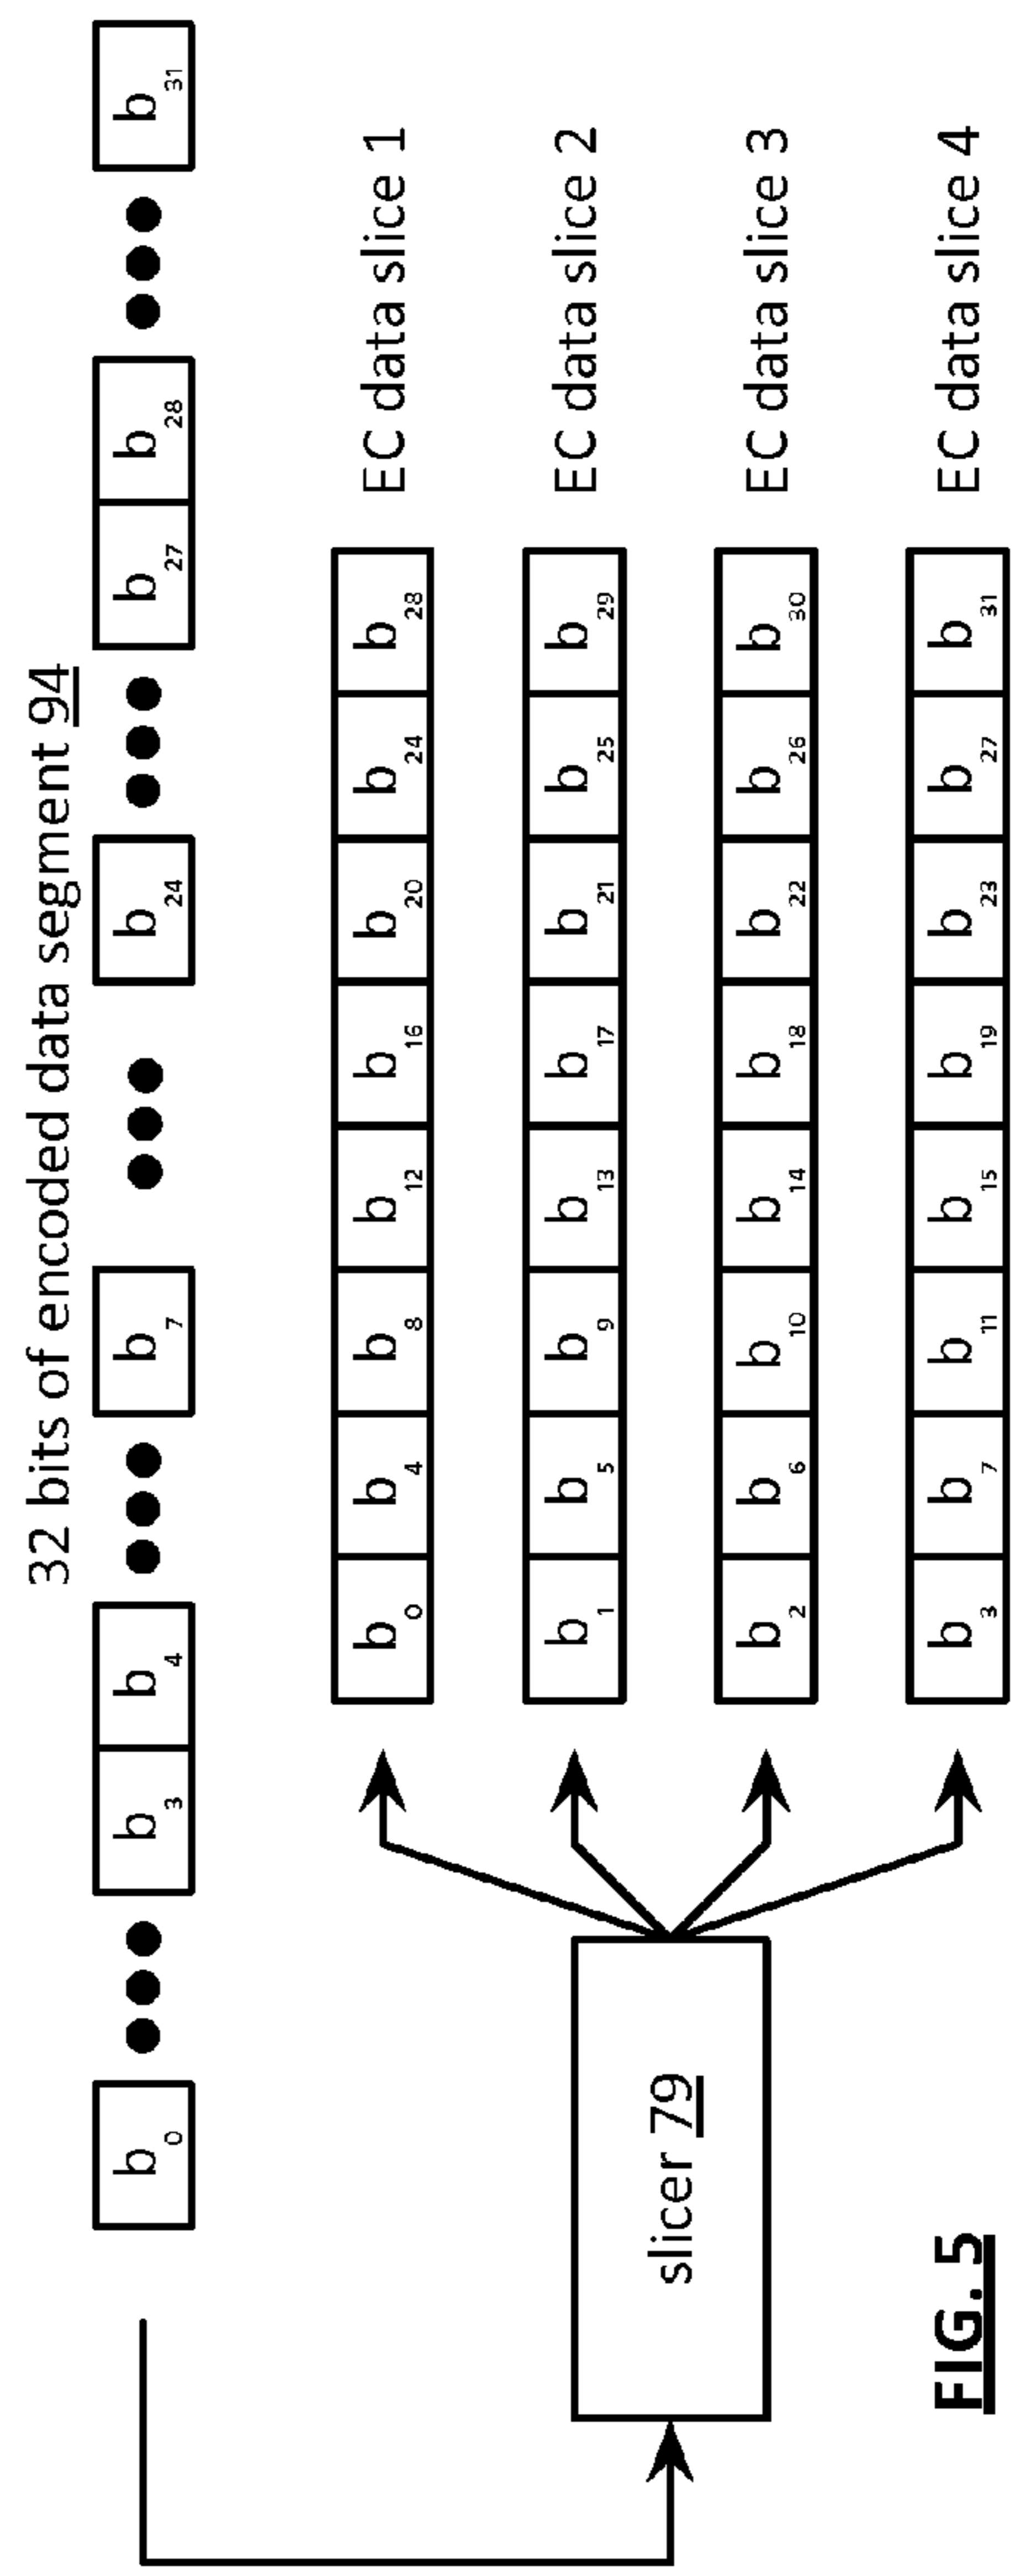 32 bits of encoded data segment 94
b0 b3 b4 b7 b24 b27 b28 b31
b0 b4 b8 b12 b16 b20 b24 b28 EC data slice 1
b1 b5 b9 b13 b17 b21 b25 b29 EC data slice 2
slicer 79
b2 b6 b10 b14 b18 b22 b26 b30 EC data slice 3
b3 b7 b11 b15 b19 b23 b27 b31 EC data slice 4
FIG. 5